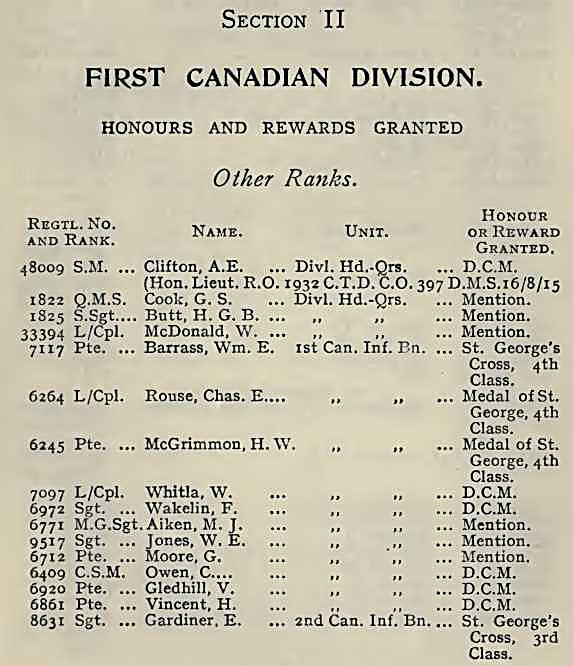 SECTION II
FIRST CANADIAN DIVISION.
HONOURS AND REWARDS GRANTED
Other Ranks.
REGTL. NO. AND RANK. NAME. UNIT. HONOUR OR REWARD GRANTED.
48009 S.M. ... Clifton, A.E. ... Divl. Hd.-Qrs. ... D.C.M.
(Hon. Lieut. R.O. 1932 C.T.D. C.O. 397 D.M.S. 16/8/15
1822 Q.M.S. Cook, G. S. ... Divl. Hd.-Qrs. ... Mention.
1825 S.Sgt.... Butt, H. G. B. ... ,, ,, ... Mention.
33394 L/Cpl. McDonald, W. ... ,, ,, ... Mention.
7117 Pte. ... Barrass, Wm. E. 1st Can. Inf. Bn. ... St. George's
Cross, 4th
Class.
6264 L/Cpl. Rouse, Chas. E.... ,, ,, ... Medal of St.
George, 4th
Class.
6245 Pte. ... McGrimmon, H. W. ,, ,, ... Medal of St.
George, 4th
Class.
7097 L/Cpl. Whitla, W. ... ,, ,, ... D.C.M.
6972 Sgt. ... Wakelin, F. ... ,, ,, ... D.C.M.
6771 M.G.Sgt. Aiken, M. J. ... ,, ,, ... Mention.
9517 Sgt. ... Jones, W. E. ... ,, ,, ... Mention.
6712 Pte. ... Moore, G. ... ,, ,, ... Mention.
6409 C.S.M. Owen, C.... ... ,, ,, ... D.C.M.
6920 Pte. ... Gledhill, V. ... ,, ,, ... D.C.M.
6861 Pte. ... Vincent, H. ... ,, ,, ... D.C.M.
8631 Sgt. ... Gardiner, E. ... 2nd Can. Inf. Bn. ... St. George's
Cross, 3rd
Class.